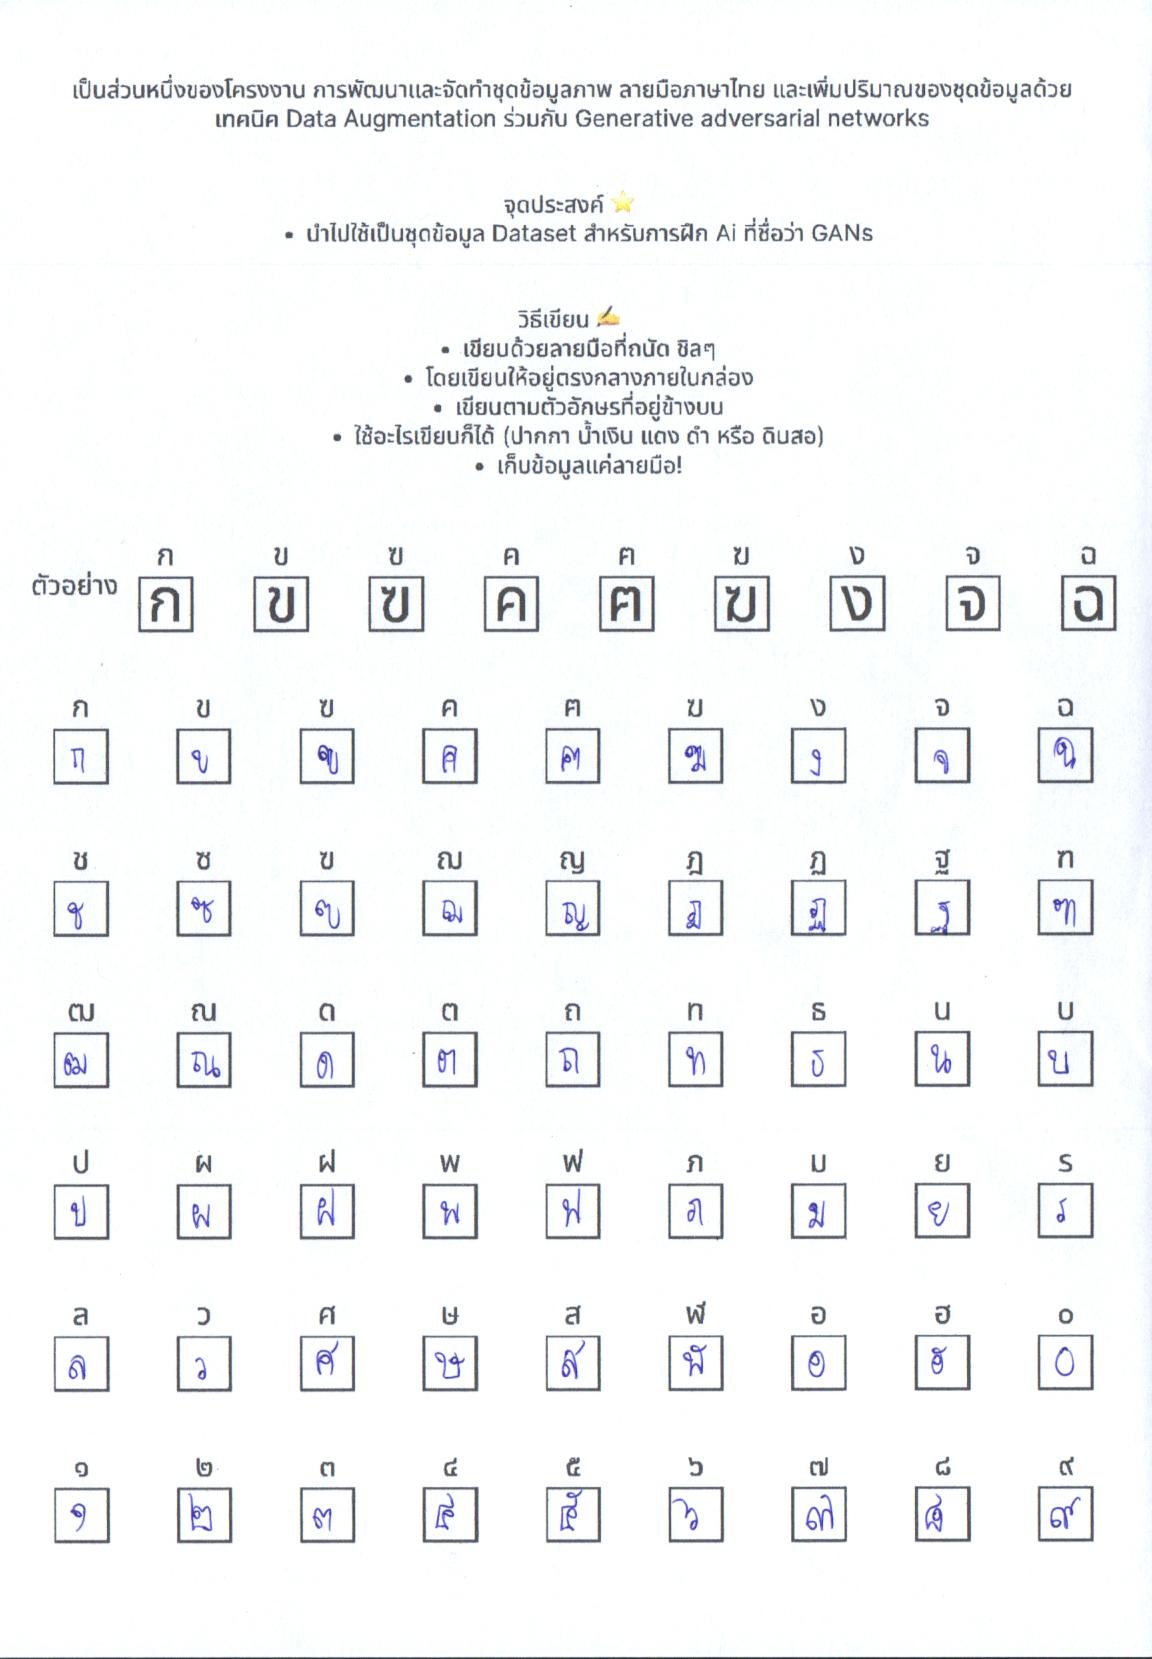 เป็นส่วนหนึ่งของโครงงาน การพัฒนาและจัดทำชุดข้อมูลภาพ ลายมือภาษาไทย และเพิ่มปริมาณของชุดข้อมูลด้วย
เทคนิค Data Augmentation ร่วมกับ Generative adversarial networks
จุดประสงค์ ⭐
• นำไปใช้เป็นชุดข้อมูล Dataset สำหรับการฝึก Ai ที่ชื่อว่า GANs
วิธีเขียน ✍
• เขียนด้วยลายมือที่ถนัด ชิลๆ
• โดยเขียนให้อยู่ตรงกลางภายในกล่อง
• เขียนตามตัวอักษรที่อยู่ข้างบน
• ใช้อะไรเขียนก็ได้ (ปากกา น้ำเงิน แดง ดำ หรือ ดินสอ)
• เก็บข้อมูลแค่ลายมือ!
ก ข ฃ ค ฅ ฆ ง จ ฉ
ตัวอย่าง ก ข ฃ ค ฅ ฆ ง จ ฉ
ก ข ฃ ค ฅ ฆ ง จ ฉ
ก ข ฃ ค ฅ ฆ ง จ ฉ
ช ซ ฃ ฌ ญ ฎ ฏ ฐ ฑ
ช ซ ฃ ฌ ญ ฎ ฏ ฐ ฑ
ฒ ณ ด ต ถ ท ธ น บ
ฒ ณ ด ต ถ ท ธ น บ
ป ผ ฝ พ ฟ ภ ม ย ร
ป ผ ฝ พ ฟ ภ ม ย ร
ล ว ศ ษ ส ฬ อ ฮ ๐
ล ว ศ ษ ส ฬ อ ฮ ๐
๑ ๒ ๓ ๔ ๕ ๖ ๗ ๘ ๙
๑ ๒ ๓ ๔ ๕ ๖ ๗ ๘ ๙